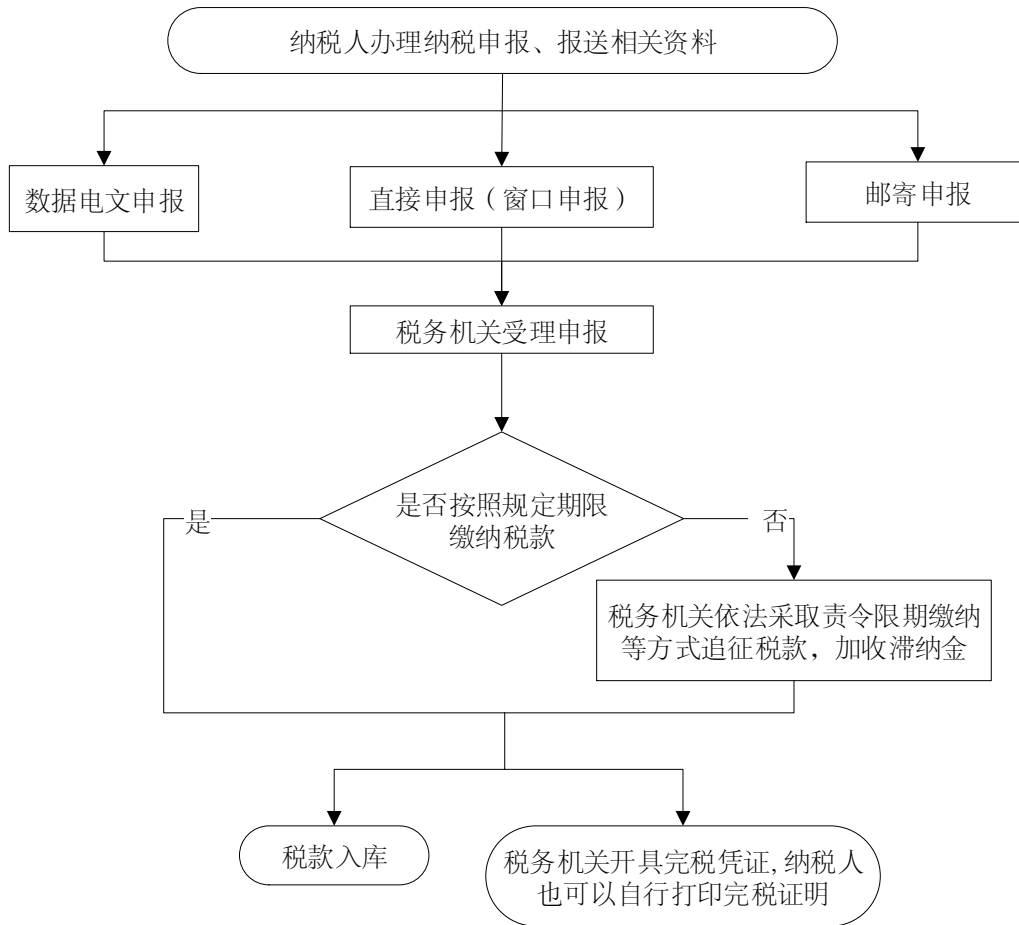 纳税人办理纳税申报、报送相关资料
数据电文申报
直接申报（窗口申报）
邮寄申报
税务机关受理申报
是否按照规定期限
缴纳税款
是
否
税务机关依法采取责令限期缴纳
等方式追征税款，加收滞纳金
税款入库
税务机关开具完税凭证,纳税人
也可以自行打印完税证明